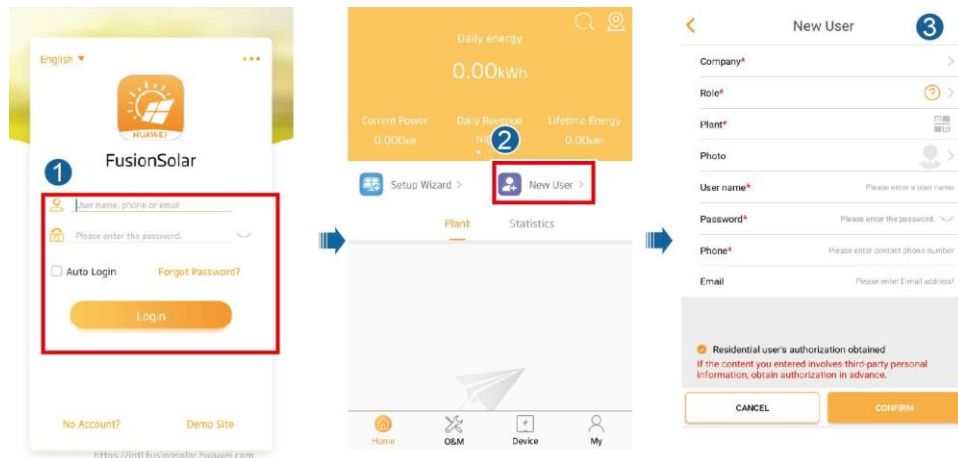 English ▼
HUAWEI
FusionSolar
1
User name, phone or email
Please enter the password.
Auto Login Forgot Password?
Login
No Account? Demo Site
https://intl.fusionsolar.huawei.com
Daily energy
0.00kWh
Current Power Daily Revenue Lifetime Energy
0.000kW 0.00kWh
2
Setup Wizard > New User >
Plant Statistics
Home O&M Device My
New User 3
Company*
Role*
Plant*
Photo
User name* Please enter a user name
Password* Please enter the password.
Phone* Please enter contact phone number
Email Please enter E-mail address!
Residential user's authorization obtained
If the content you entered involves third-party personal
information, obtain authorization in advance.
CANCEL CONFIRM